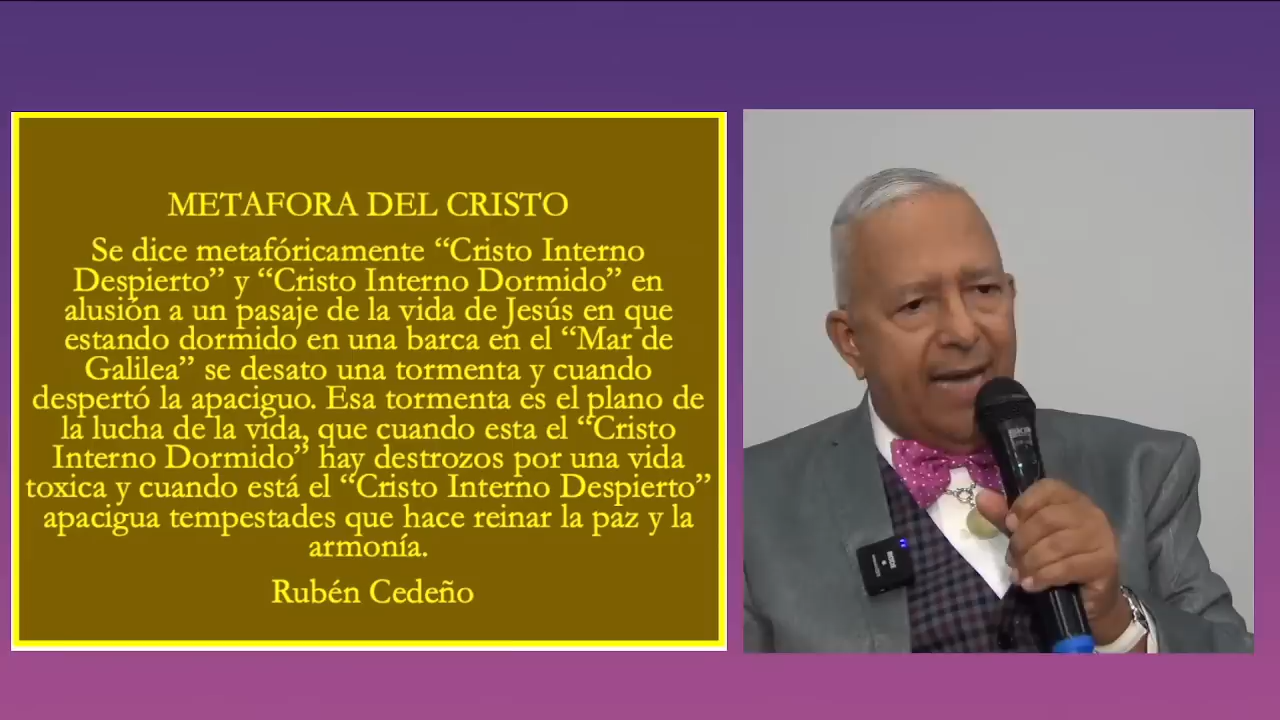 METAFORA DEL CRISTO
Se dice metafóricamente “Cristo Interno
Despierto” y “Cristo Interno Dormido” en
alusión a un pasaje de la vida de Jesús en que
estando dormido en una barca en el “Mar de
Galilea” se desato una tormenta y cuando
despertó la apaciguo. Esa tormenta es el plano de
la lucha de la vida, que cuando esta el “Cristo
Interno Dormido” hay destrozos por una vida
toxica y cuando está el “Cristo Interno Despierto”
apacigua tempestades que hace reinar la paz y la
armonía.
Rubén Cedeño